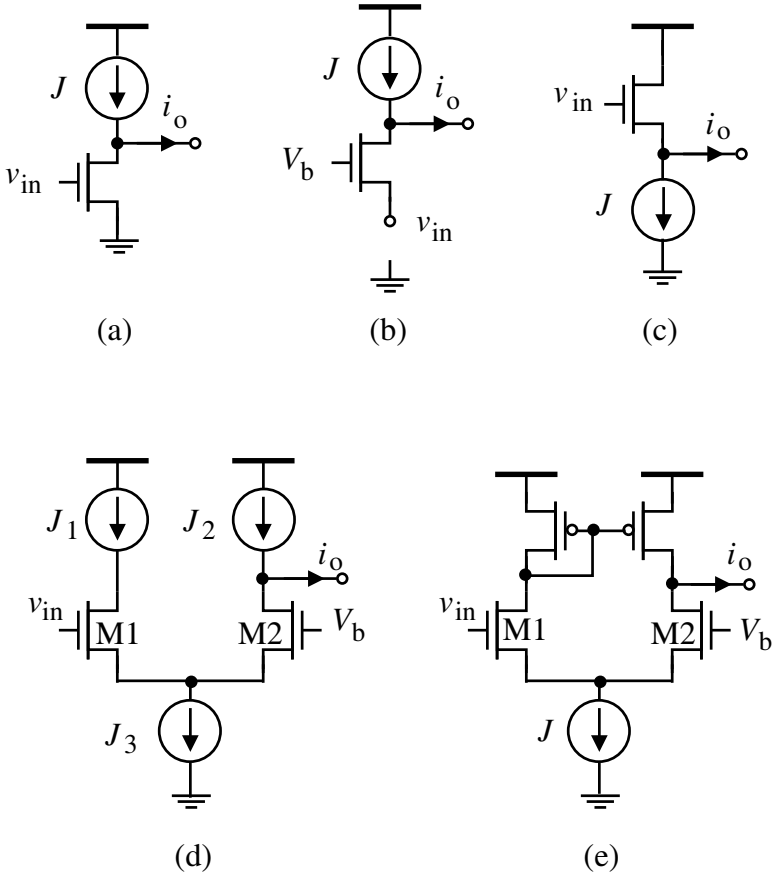 J
i_o
v_in
(a)
J
i_o
V_b
v_in
(b)
v_in
i_o
J
(c)
J_1
J_2
i_o
v_in
M1
M2
V_b
J_3
(d)
i_o
v_in
M1
M2
V_b
J
(e)